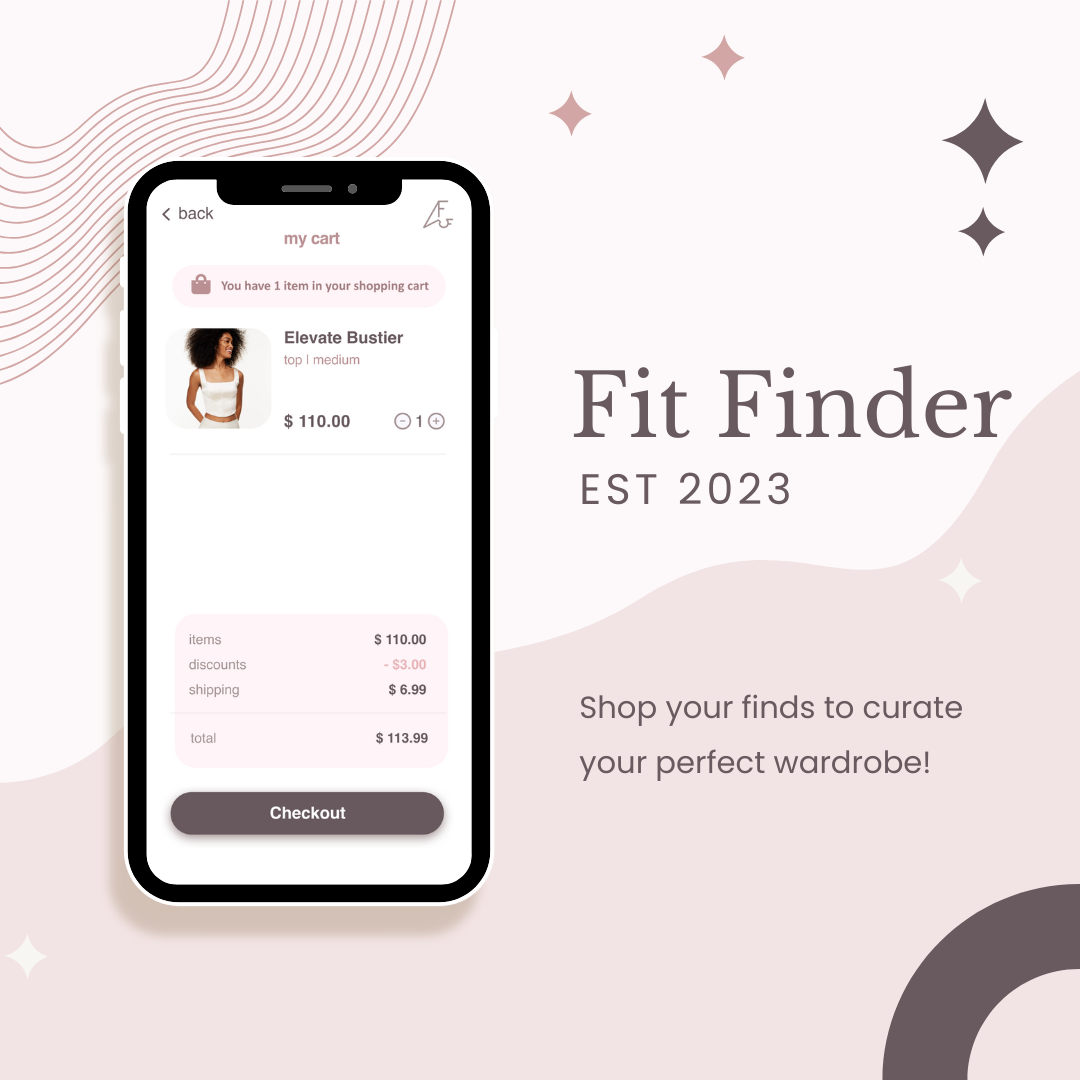 back
my cart
You have 1 item in your shopping cart
Elevate Bustier
top | medium
$ 110.00
1
items $ 110.00
discounts - $3.00
shipping $ 6.99
total $ 113.99
Checkout
Fit Finder
EST 2023
Shop your finds to curate
your perfect wardrobe!